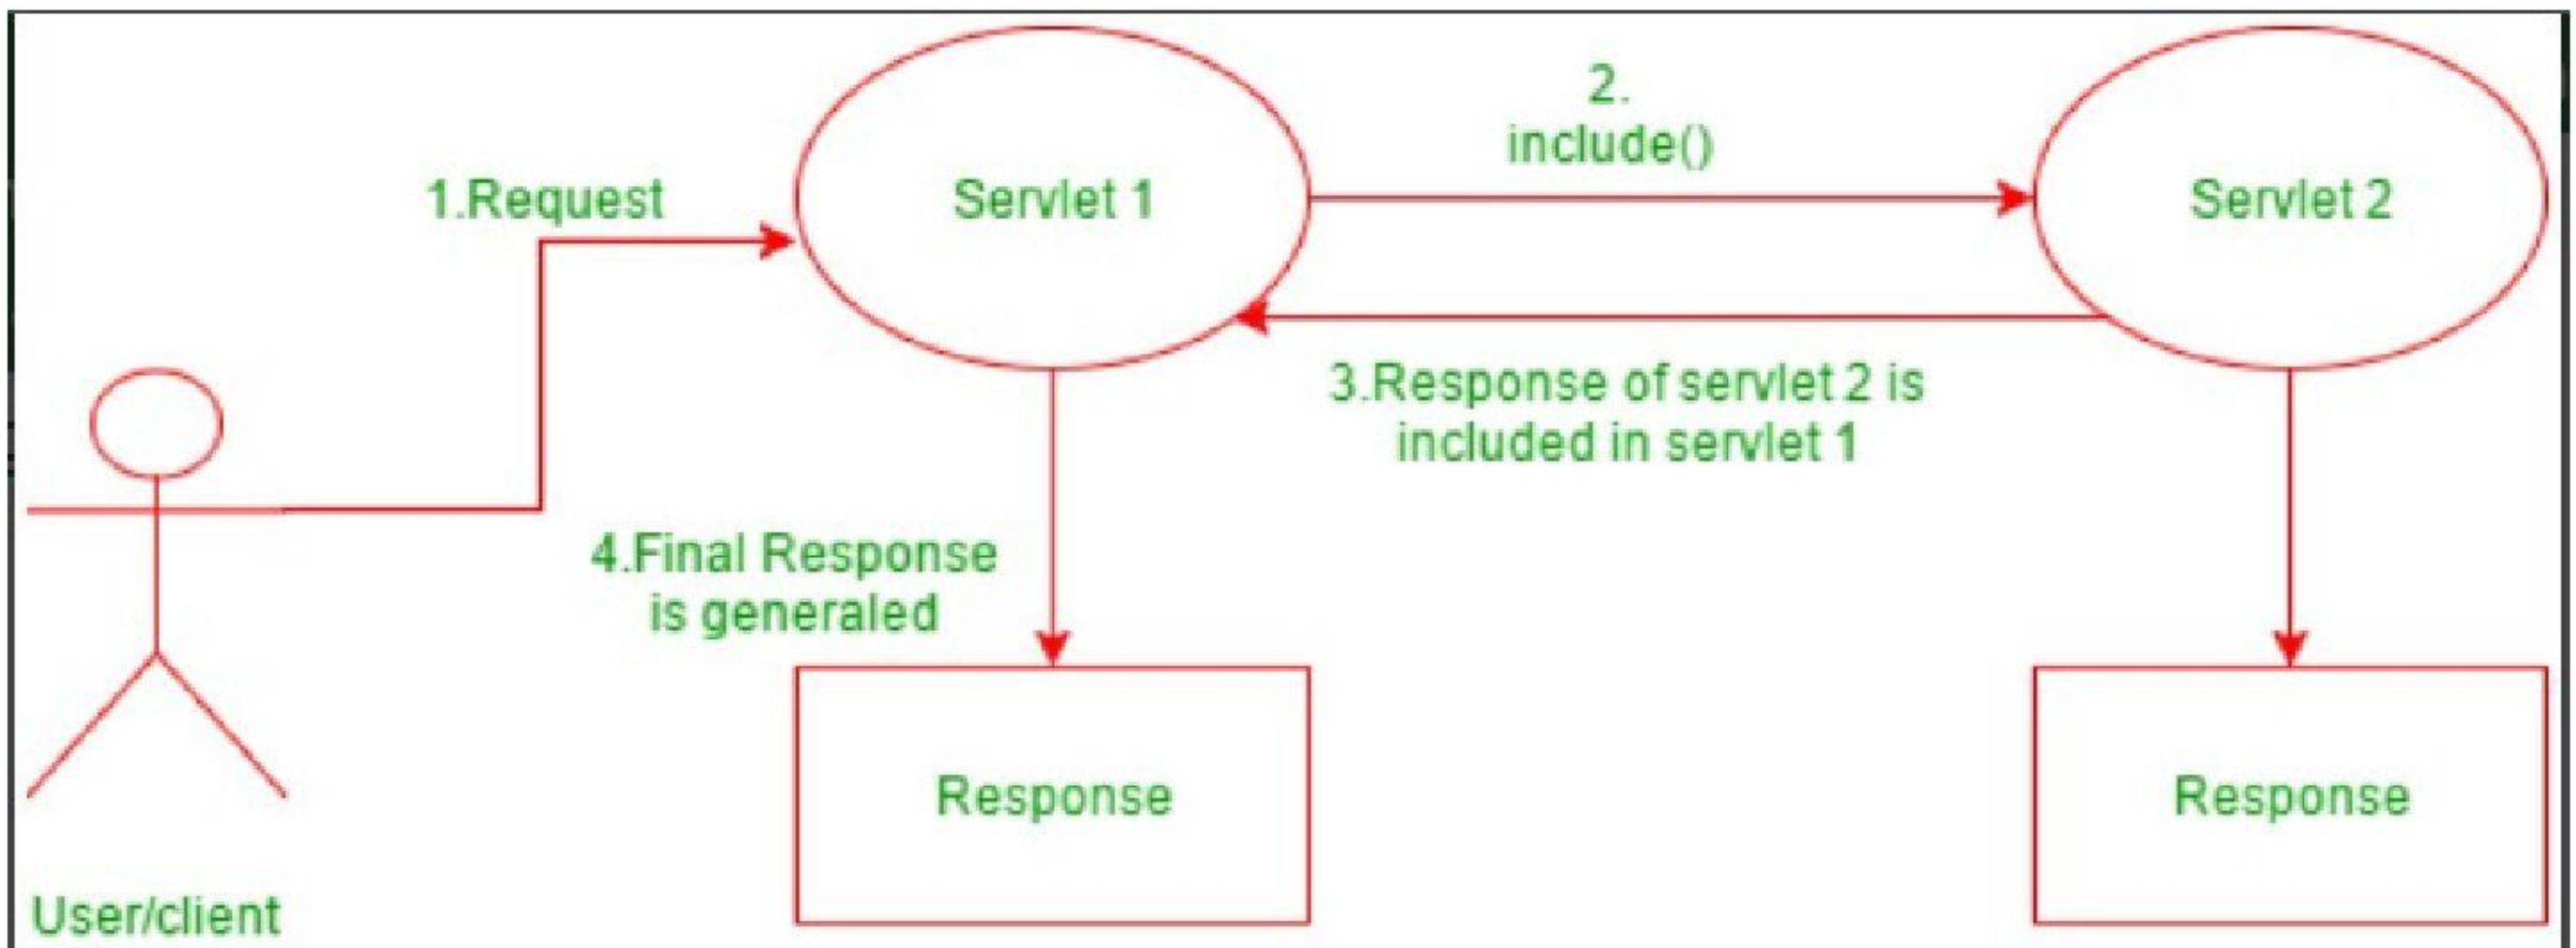 2.
include()
1.Request
Servlet 1
Servlet 2
3.Response of servlet 2 is
included in servlet 1
4.Final Response
is generaled
Response
Response
User/client